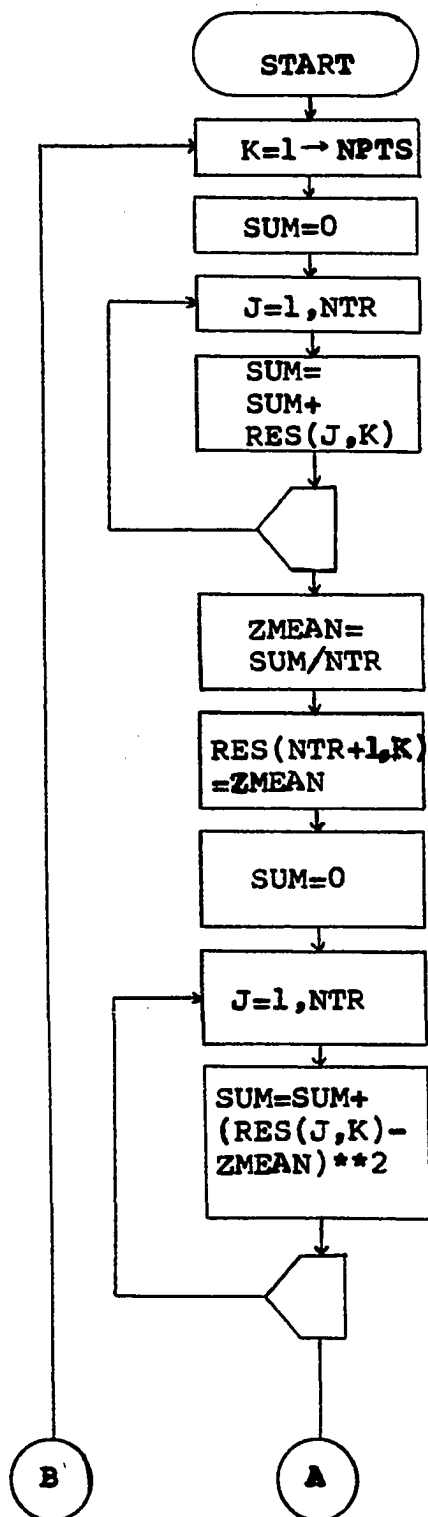 START
K=1→NPTS
SUM=0
J=1,NTR
SUM=
SUM+
RES(J,K)
ZMEAN=
SUM/NTR
RES(NTR+1,K)
=ZMEAN
SUM=0
J=1,NTR
SUM=SUM+
(RES(J,K)-
ZMEAN)**2
B
A